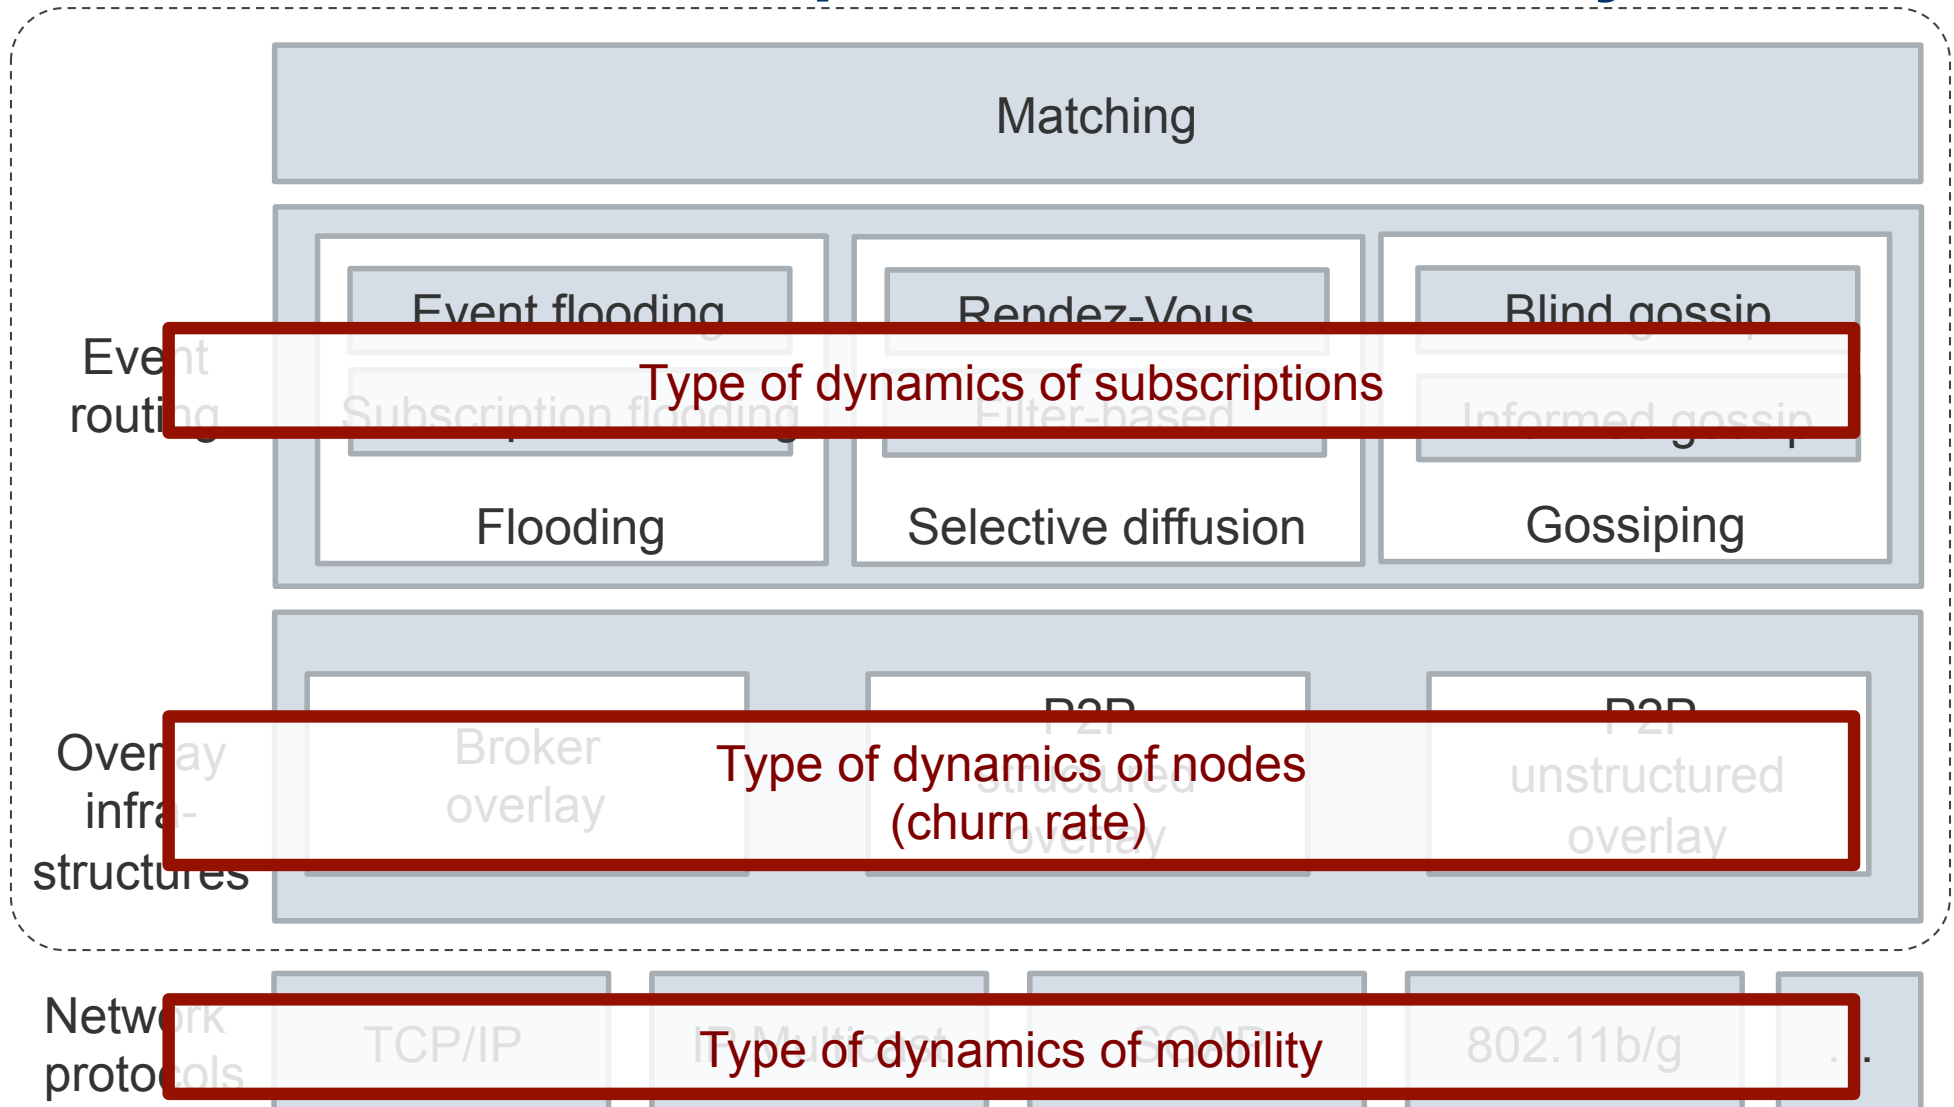 Matching
Event
routing
Event flooding
Subscription flooding
Flooding
Rendez-Vous
Filter-based
Selective diffusion
Blind gossip
Informed gossip
Gossiping
Type of dynamics of subscriptions
Overlay
infra-
structures
Broker
overlay
P2P
structured
overlay
P2P
unstructured
overlay
Type of dynamics of nodes
(churn rate)
Network
protocols
TCP/IP
IP Multicast
SOAP
802.11b/g
...
Type of dynamics of mobility